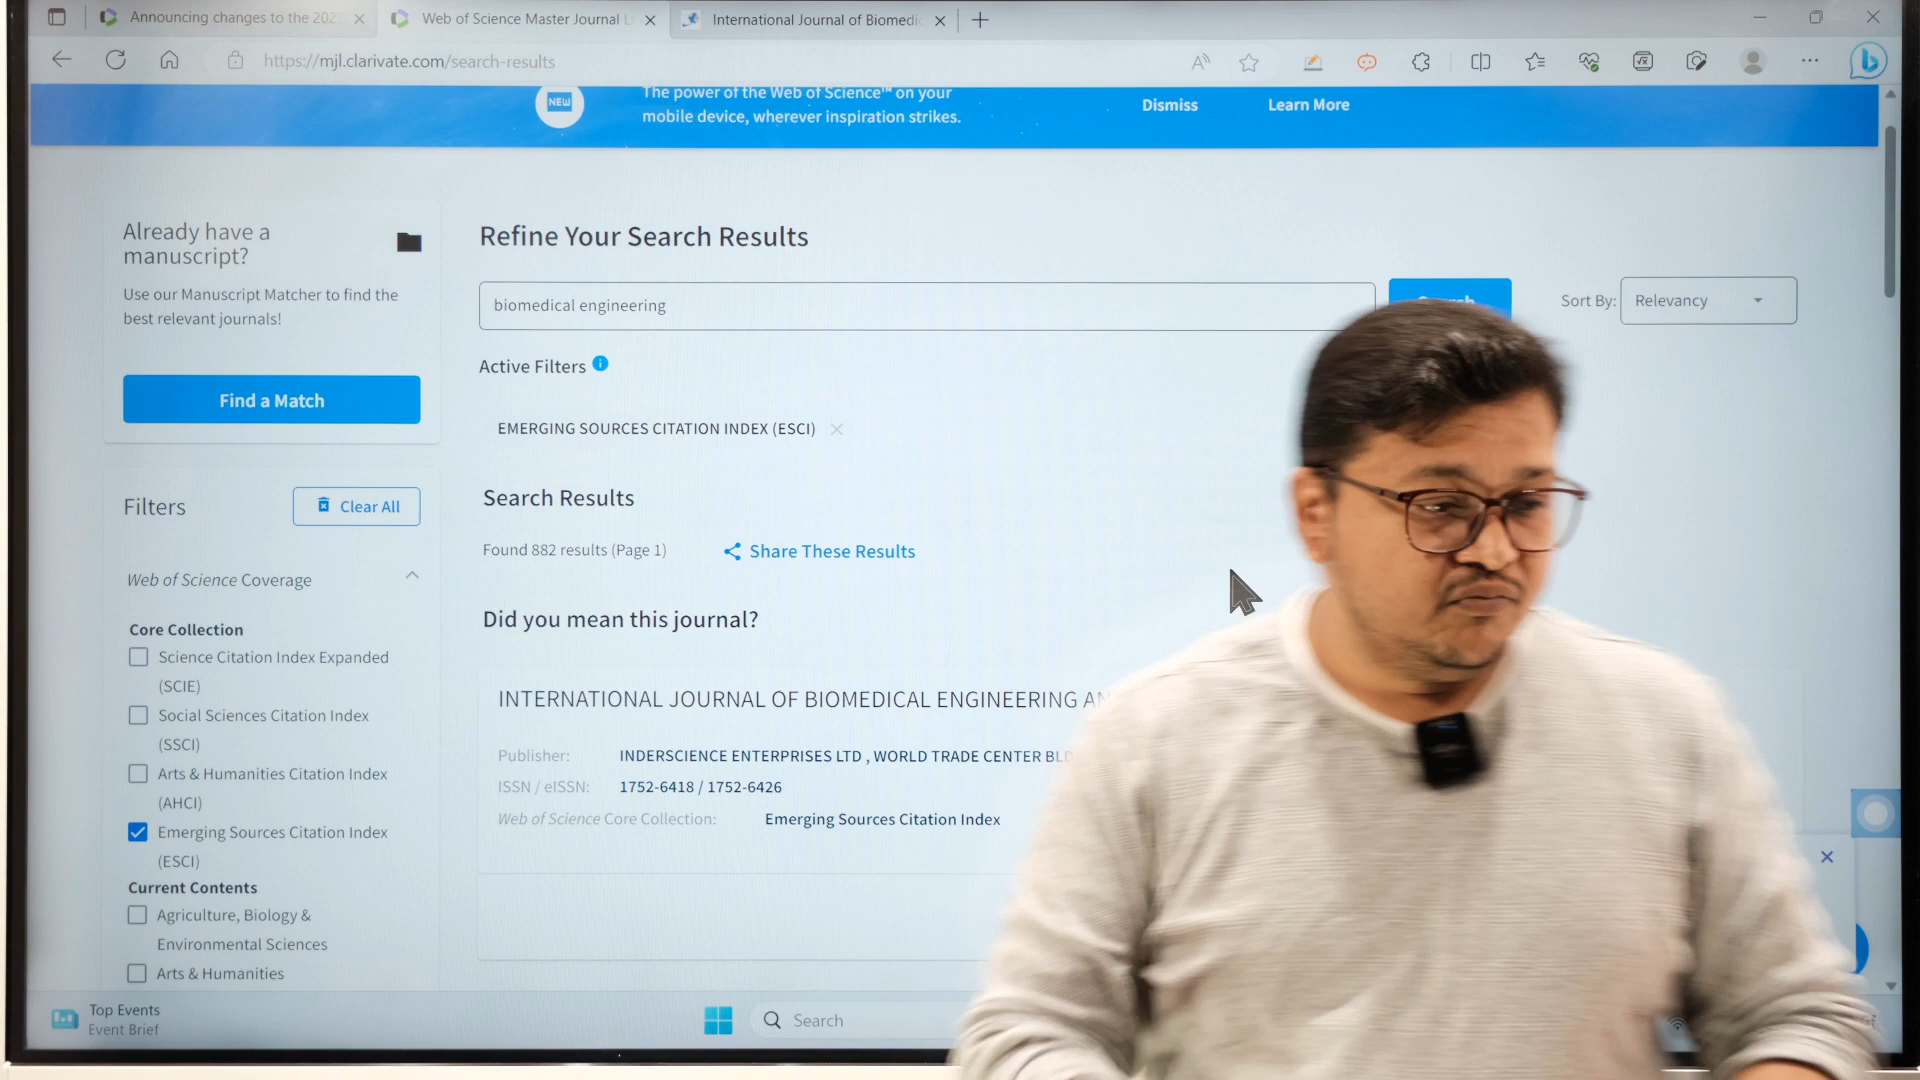 Announcing changes to the 202
Web of Science Master Journal L
International Journal of Biomedic
https://mjl.clarivate.com/search-results
NEW
The power of the Web of Science™ on your
mobile device, wherever inspiration strikes.
Dismiss
Learn More
Already have a
manuscript?
Use our Manuscript Matcher to find the
best relevant journals!
Find a Match
Refine Your Search Results
biomedical engineering
Search
Sort By:
Relevancy
Active Filters
EMERGING SOURCES CITATION INDEX (ESCI)
Filters
Clear All
Search Results
Found 882 results (Page 1)
Share These Results
Web of Science Coverage
Core Collection
Science Citation Index Expanded
(SCIE)
Social Sciences Citation Index
(SSCI)
Arts & Humanities Citation Index
(AHCI)
Emerging Sources Citation Index
(ESCI)
Current Contents
Agriculture, Biology &
Environmental Sciences
Arts & Humanities
Did you mean this journal?
INTERNATIONAL JOURNAL OF BIOMEDICAL ENGINEERING AN
Publisher:
INDERSCIENCE ENTERPRISES LTD , WORLD TRADE CENTER BLD
ISSN / eISSN:
1752-6418 / 1752-6426
Web of Science Core Collection:
Emerging Sources Citation Index
Top Events
Event Brief
Search